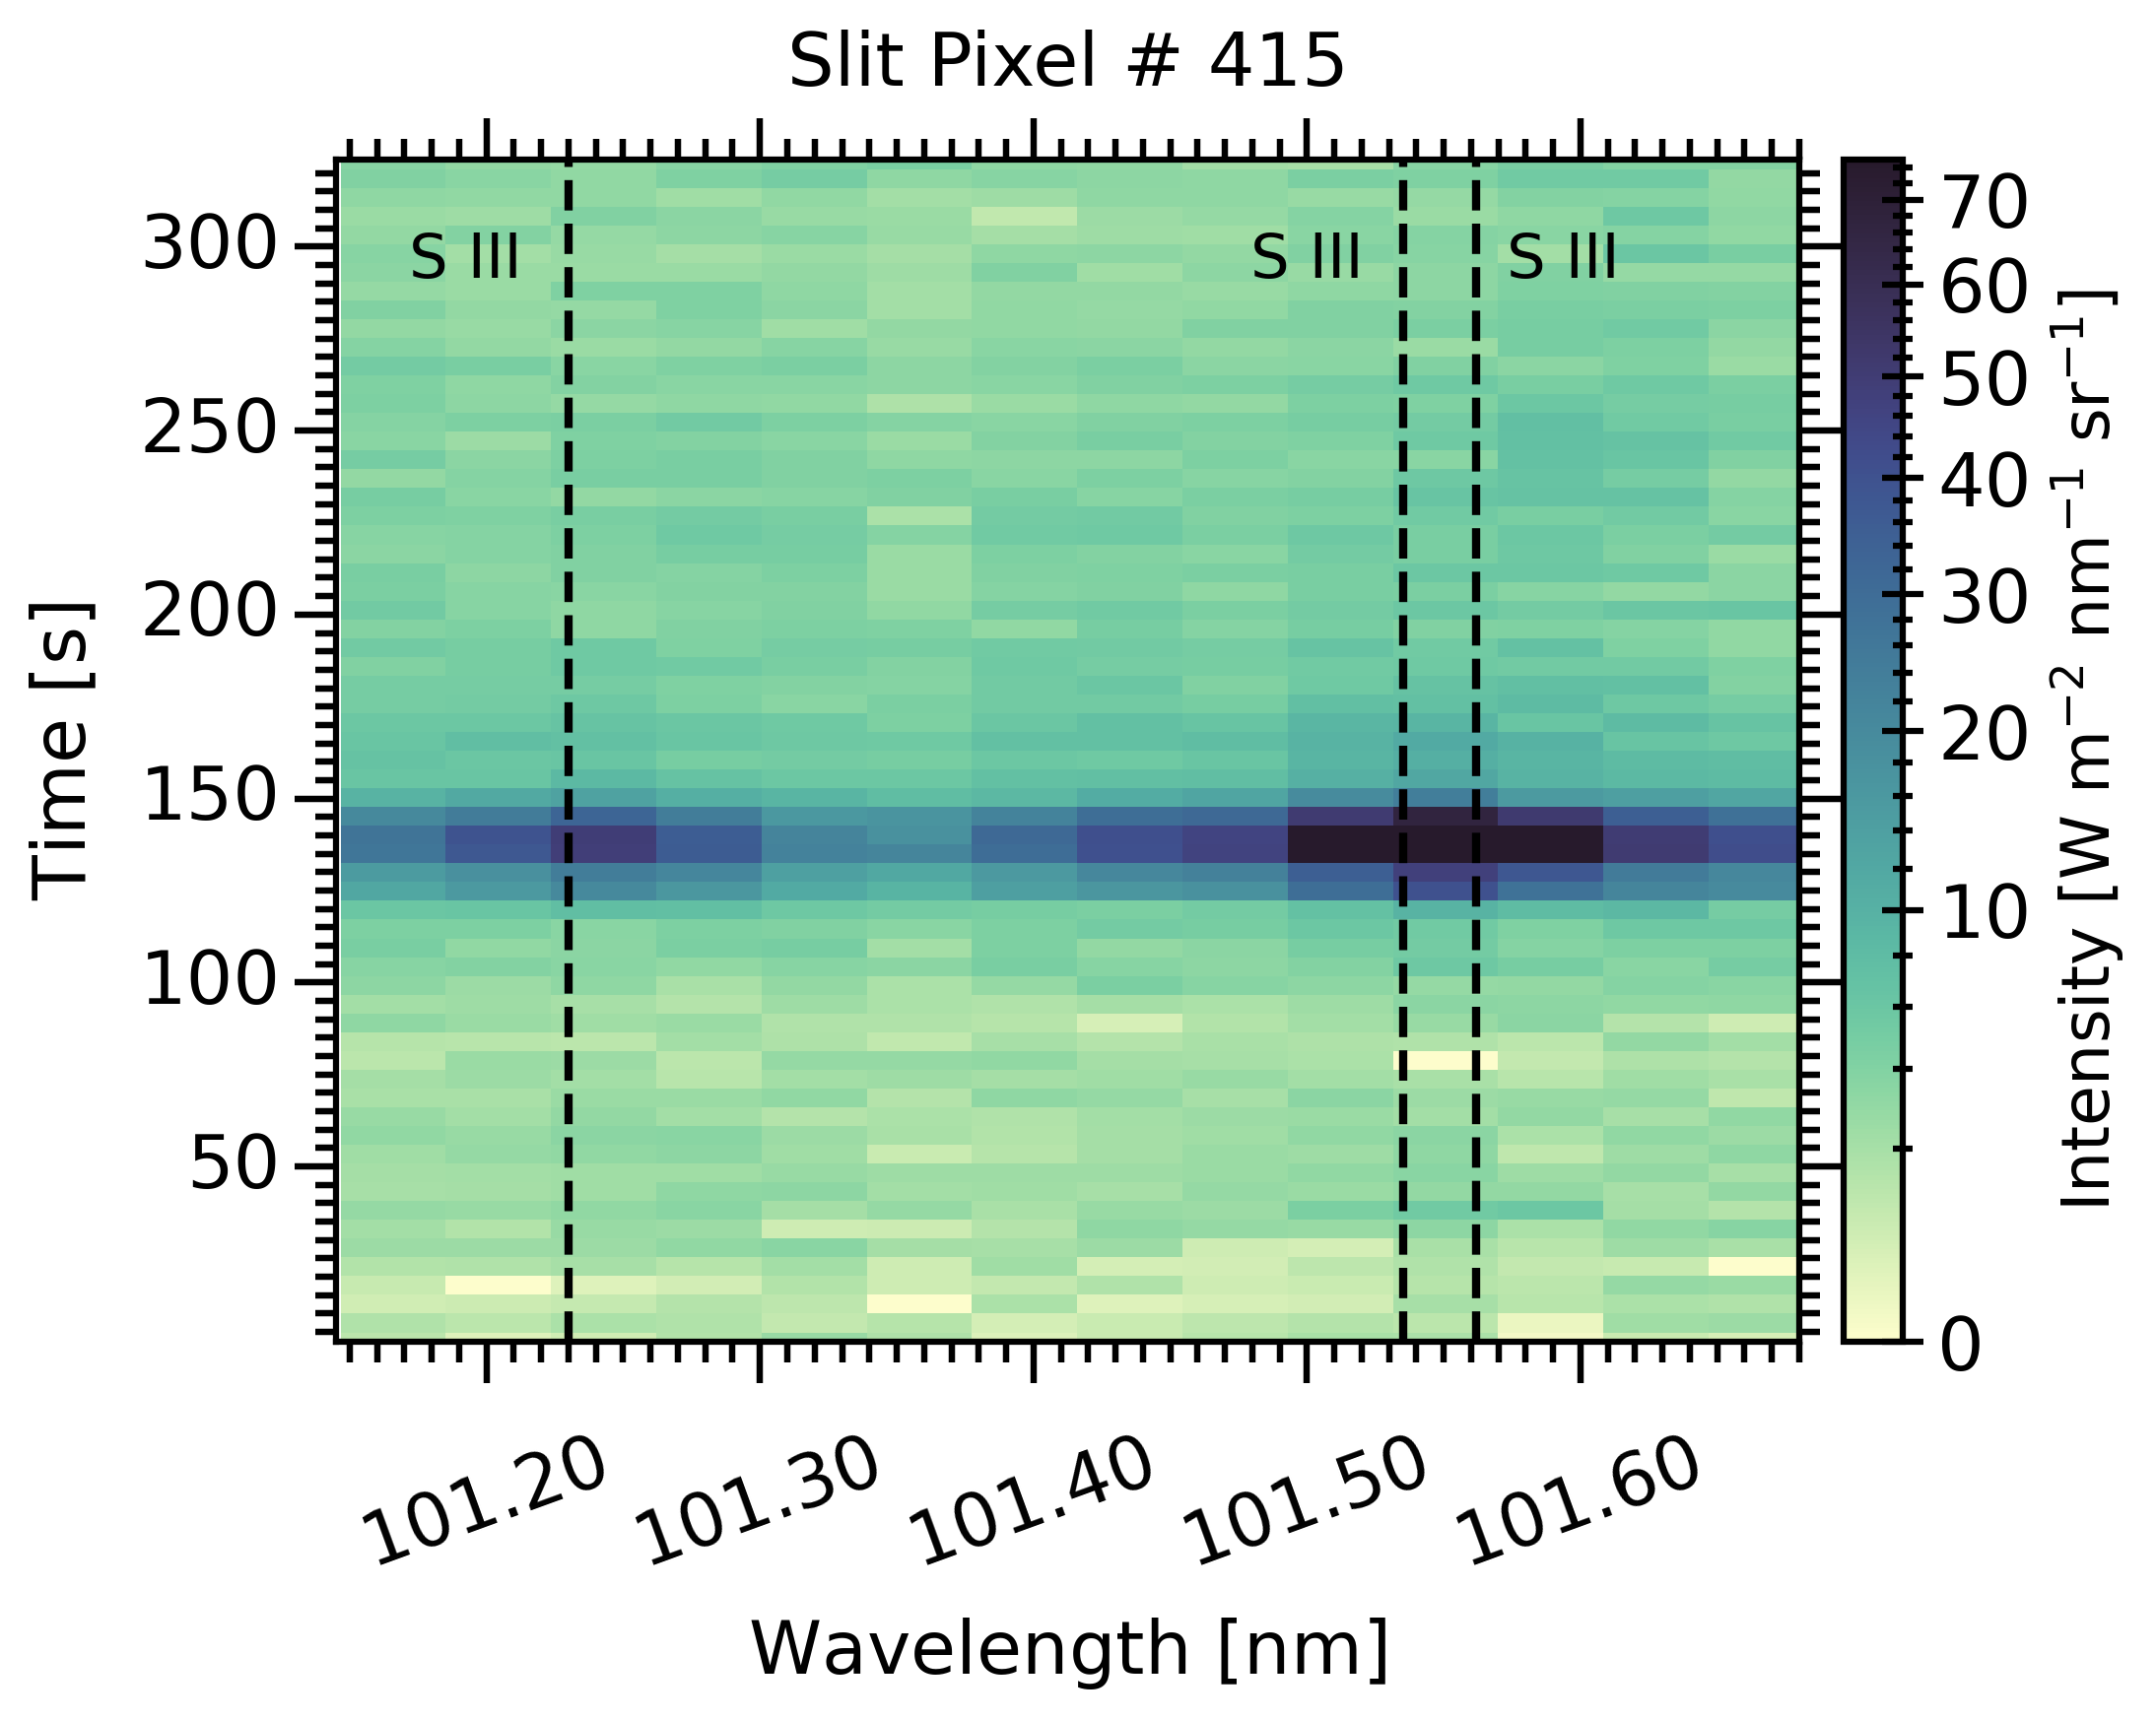 Slit Pixel # 415
S III S III S III
300
250
200
150
100
50
Time [s]
101.20 101.30 101.40 101.50 101.60
Wavelength [nm]
70
60
50
40
30
20
10
0
Intensity [W m⁻² nm⁻¹ sr⁻¹]